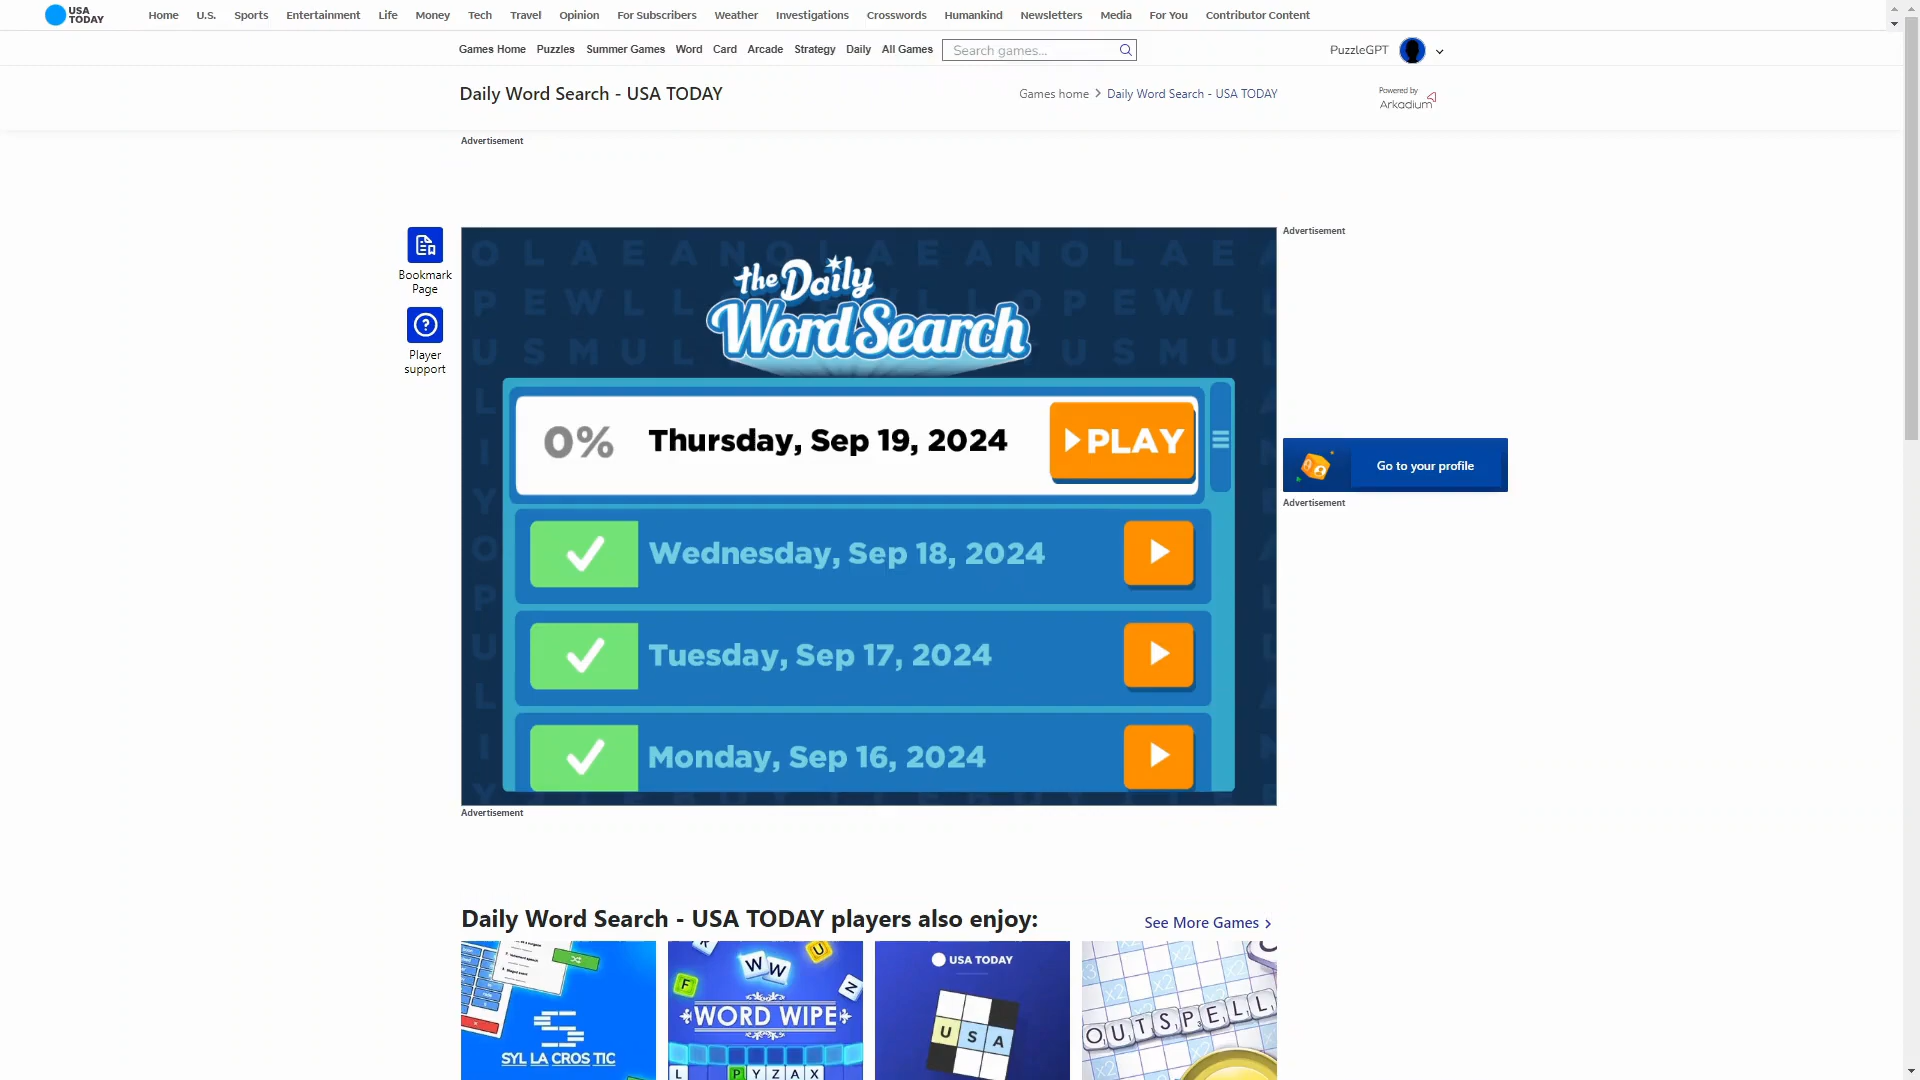 USA TODAY
Home U.S. Sports Entertainment Life Money Tech Travel Opinion For Subscribers Weather Investigations Crosswords Humankind Newsletters Media For You Contributor Content
Games Home Puzzles Summer Games Word Card Arcade Strategy Daily All Games Search games... PuzzleGPT
Daily Word Search - USA TODAY
Games home > Daily Word Search - USA TODAY
Powered by
Arkadium
Advertisement
Bookmark
Page
Player
support
the Daily
Word Search
Advertisement
0% Thursday, Sep 19, 2024 PLAY
Wednesday, Sep 18, 2024
Tuesday, Sep 17, 2024
Monday, Sep 16, 2024
Go to your profile
Advertisement
Advertisement
Daily Word Search - USA TODAY players also enjoy:
See More Games >
SYL LA CROS TIC
W W U F N
WORD WIPE
L P Y Z A X
USA TODAY
U S A
OUTSPELL
x2